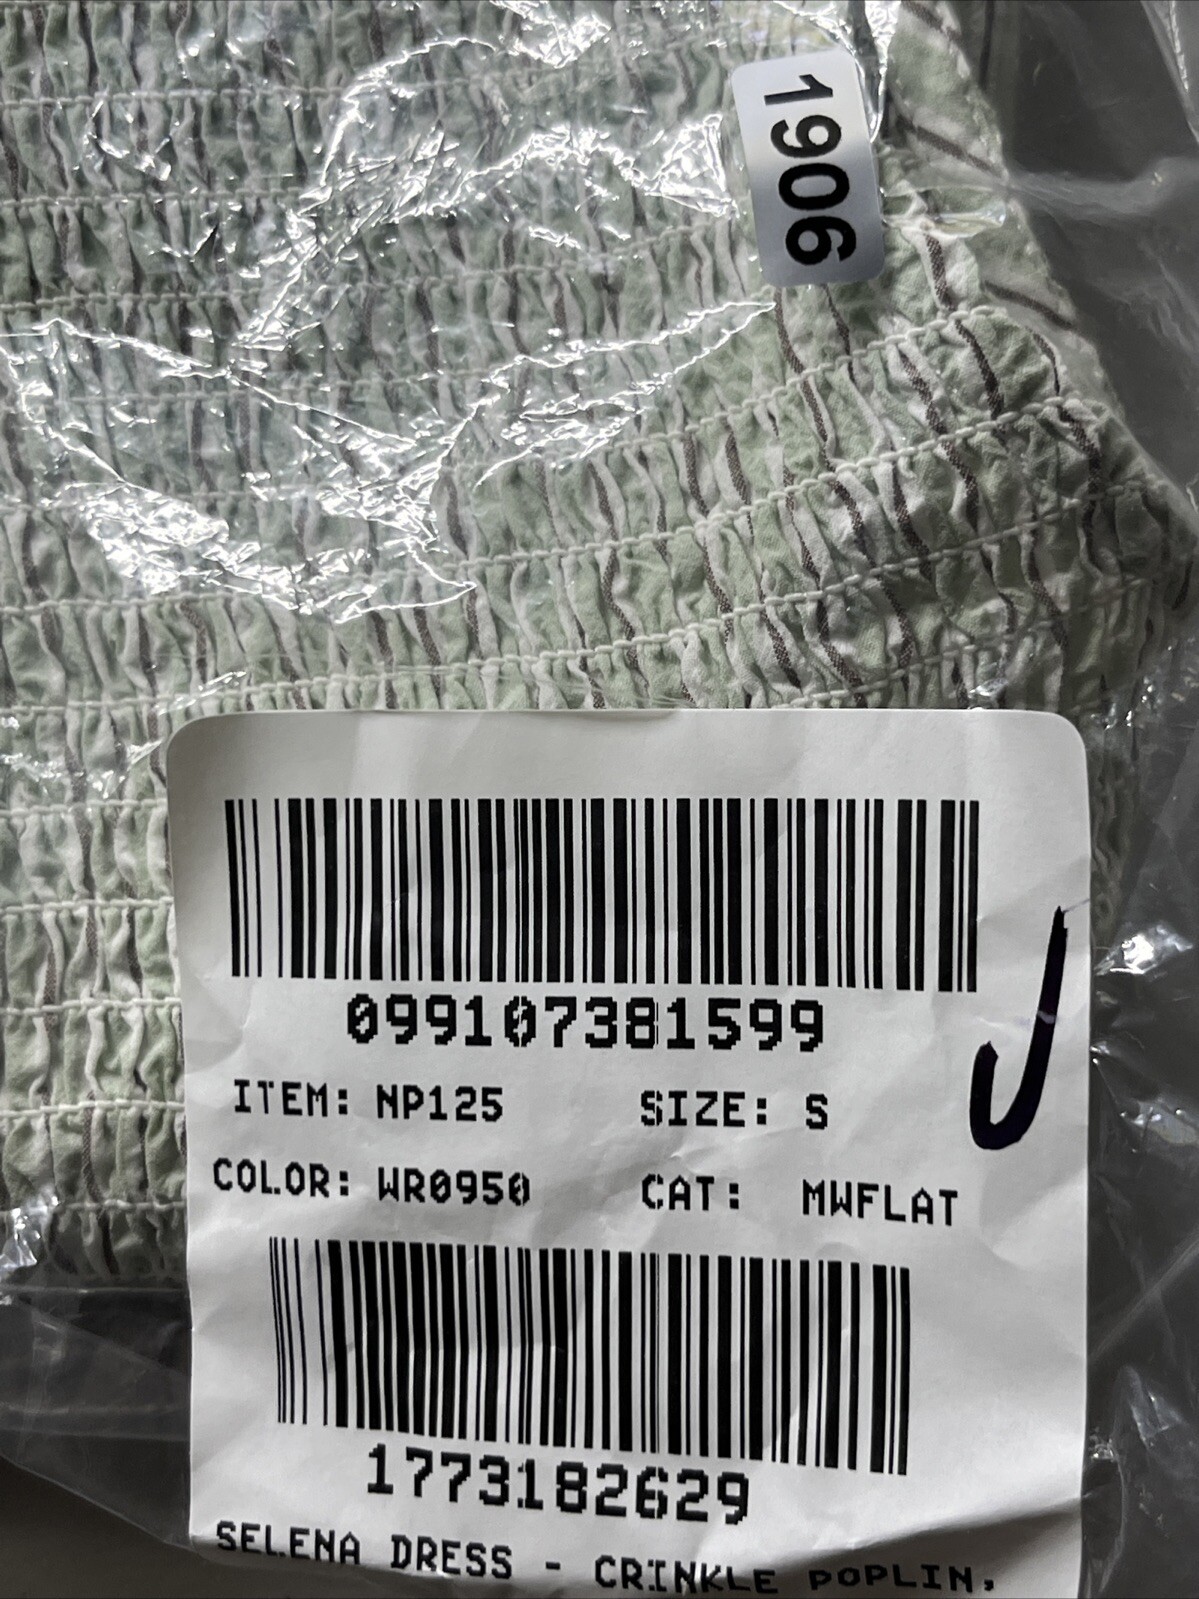 1906
099107381599
ITEM: NP125 SIZE: S
COLOR: WR0950 CAT: MWFLAT
1773182629
SELENA DRESS - CRINKLE POPLIN,